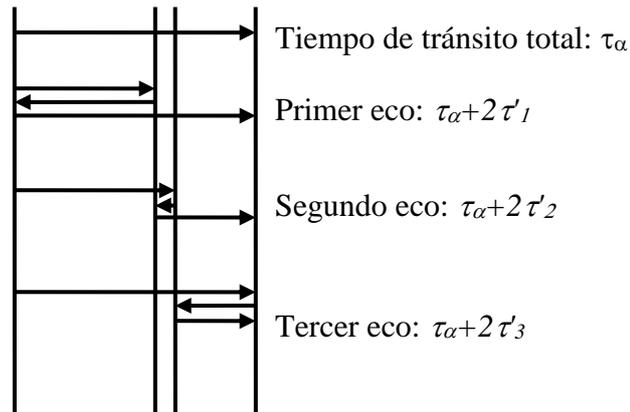 Tiempo de tránsito total: τα
Primer eco: τα+2τ'1
Segundo eco: τα+2τ'2
Tercer eco: τα+2τ'3